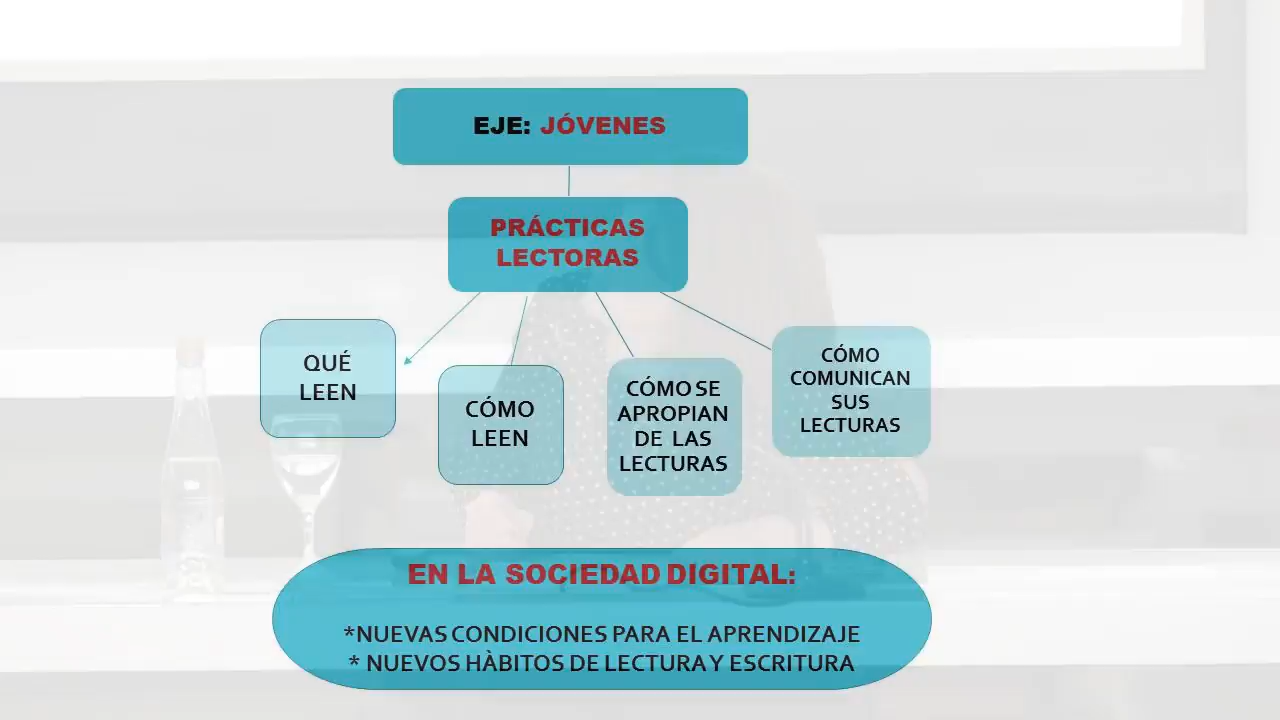 EJE: JÓVENES
PRÁCTICAS
LECTORAS
QUÉ
LEEN
CÓMO
LEEN
CÓMO SE
APROPIAN
DE LAS
LECTURAS
CÓMO
COMUNICAN
SUS
LECTURAS
EN LA SOCIEDAD DIGITAL:
*NUEVAS CONDICIONES PARA EL APRENDIZAJE
* NUEVOS HÀBITOS DE LECTURA Y ESCRITURA